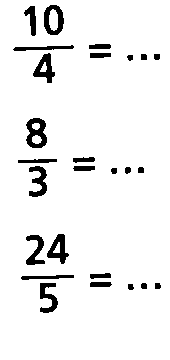 10/4 = ...
8/3 = ...
24/5 = ...